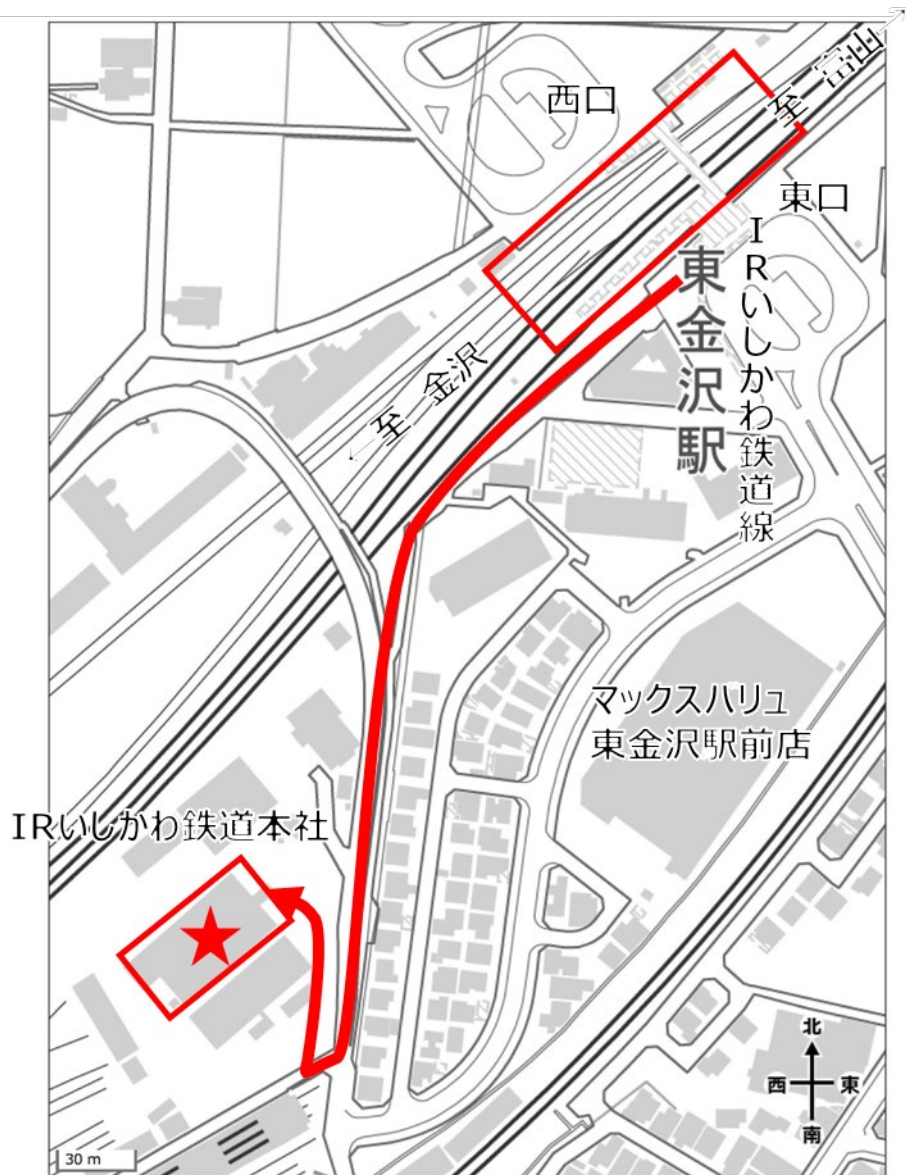 西口
至 富山
東口
IRいしかわ鉄道線
東金沢駅
至 金沢
マックスハリュ
東金沢駅前店
IRいしかわ鉄道本社
北
西
東
南
30 m